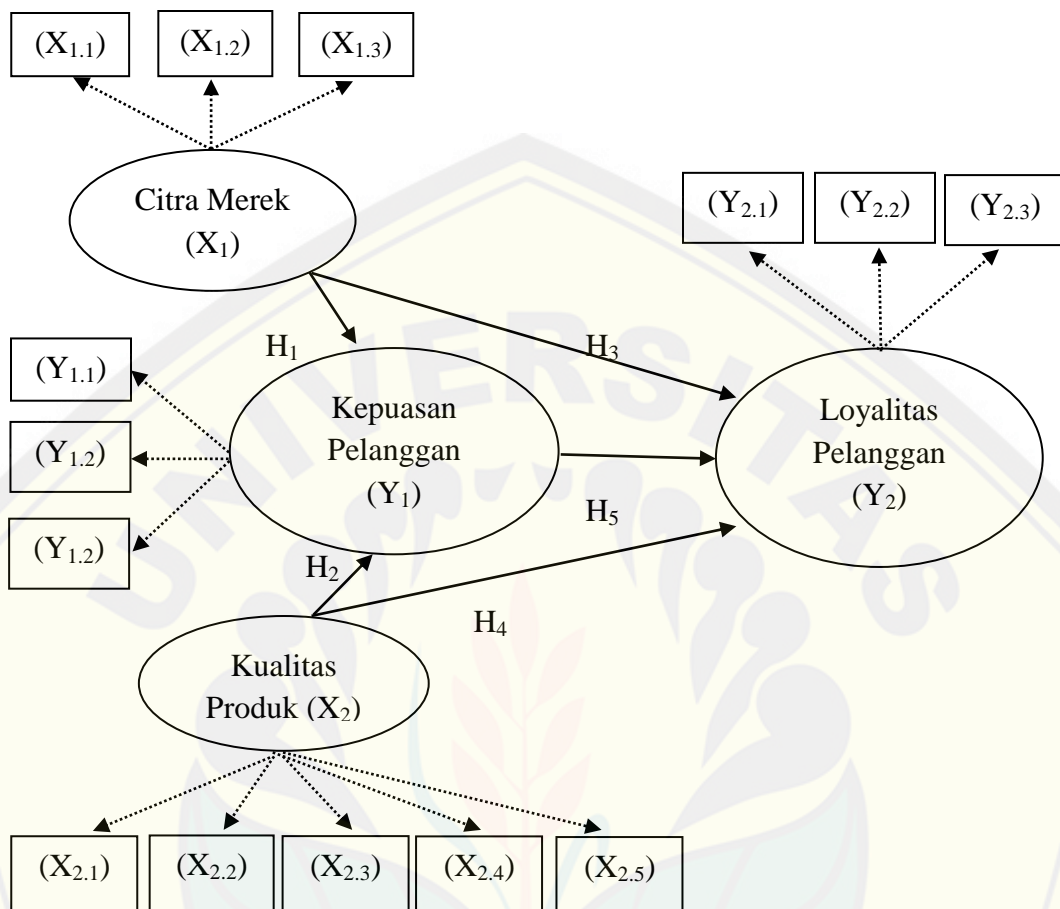 (X₁.₁) (X₁.₂) (X₁.₃)
Citra Merek
(X₁)
(Y₂.₁) (Y₂.₂) (Y₂.₃)
H₁
H₃
(Y₁.₁)
(Y₁.₂)
(Y₁.₂)
Kepuasan
Pelanggan
(Y₁)
Loyalitas
Pelanggan
(Y₂)
H₅
H₂
H₄
Kualitas
Produk (X₂)
(X₂.₁) (X₂.₂) (X₂.₃) (X₂.₄) (X₂.₅)
UNIVERSITAS